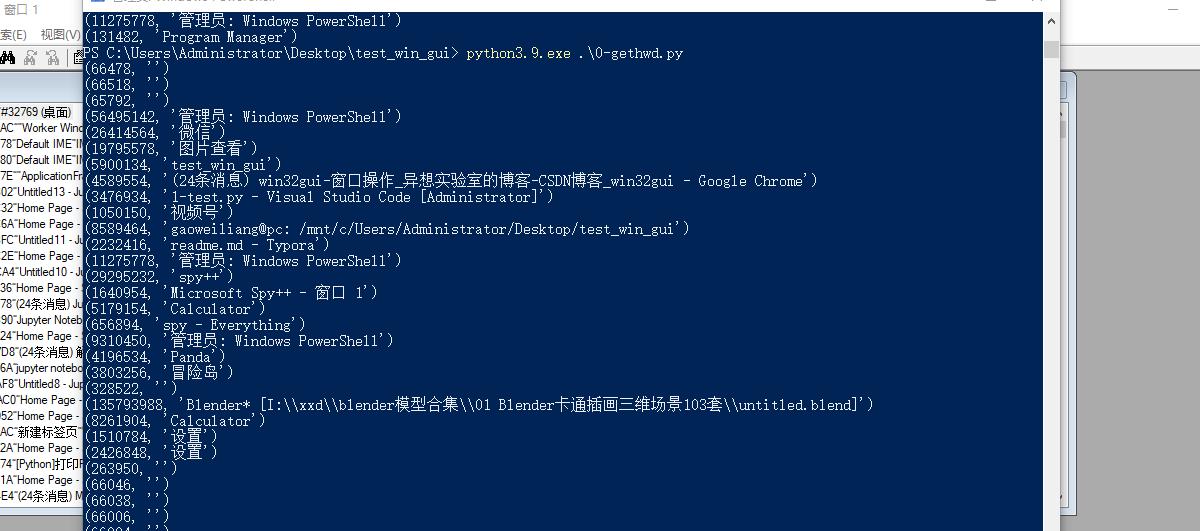 窗口 1
索(E) 视图(V)
(11275778, '管理员: Windows PowerShell')
(131482, 'Program Manager')
PS C:\Users\Administrator\Desktop\test_win_gui> python3.9.exe .\0-gethwd.py
(66478, '')
(66518, '')
(65792, '')
(56495142, '管理员: Windows PowerShell')
(26414564, '微信')
(19795578, '图片查看')
(5900134, 'test_win_gui')
(4589554, '(24条消息) win32gui-窗口操作_异想实验室的博客-CSDN博客_win32gui - Google Chrome')
(3476934, '1-test.py - Visual Studio Code [Administrator]')
(1050150, '视频号')
(8589464, 'gaoweiliang@pc: /mnt/c/Users/Administrator/Desktop/test_win_gui')
(2232416, 'readme.md - Typora')
(11275778, '管理员: Windows PowerShell')
(29295232, 'spy++')
(1640954, 'Microsoft Spy++ - 窗口 1')
(5179154, 'Calculator')
(656894, 'spy - Everything')
(9310450, '管理员: Windows PowerShell')
(4196534, 'Panda')
(3803256, '冒险岛')
(328522, '')
(135793988, 'Blender* [I:\\xxd\\blender模型合集\\01 Blender卡通插画三维场景103套\\untitled.blend]')
(8261904, 'Calculator')
(1510784, '设置')
(2426848, '设置')
(263950, '')
(66046, '')
(66038, '')
(66006, '')
#32769 (桌面)
AC"Worker Wind
78"Default IME"IM
80"Default IME"IM
7E"ApplicationFra
02"Untitled13 - Ju
32"Home Page -
6A"Home Page -
FC"Untitled11 - Ju
2E"Home Page -
CA4"Untitled10 - Ju
36"Home Page -
78"(24条消息) Ju
90"Jupyter Noteb
24"Home Page -
D8"(24条消息) 解
6A"jupyter notebo
AF8"Untitled8 - Jup
AC0"Home Page -
052"Home Page -
AC"新建标签页"
2A"Home Page -
74"[Python]打印
1A"Home Page -
E4"(24条消息) M